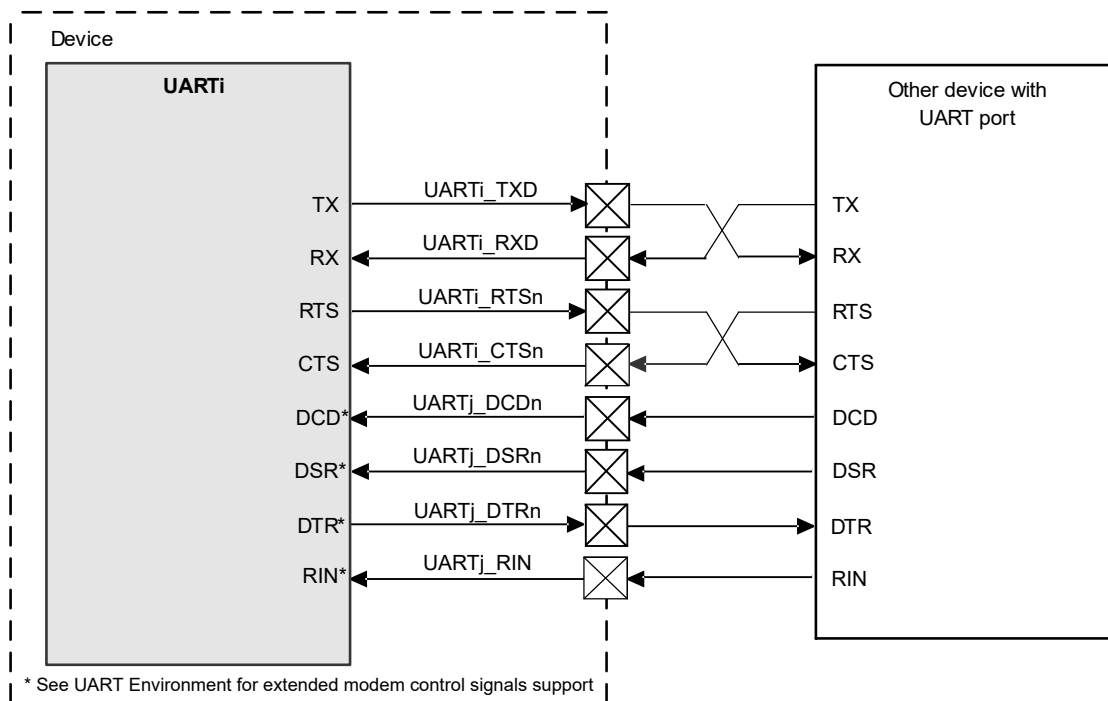 Device
UARTi
Other device with
UART port
TX
UARTi_TXD
TX
RX
UARTi_RXD
RX
RTS
UARTi_RTSn
RTS
CTS
UARTi_CTSn
CTS
DCD*
UARTj_DCDn
DCD
DSR*
UARTj_DSRn
DSR
DTR*
UARTj_DTRn
DTR
RIN*
UARTj_RIN
RIN
* See UART Environment for extended modem control signals support